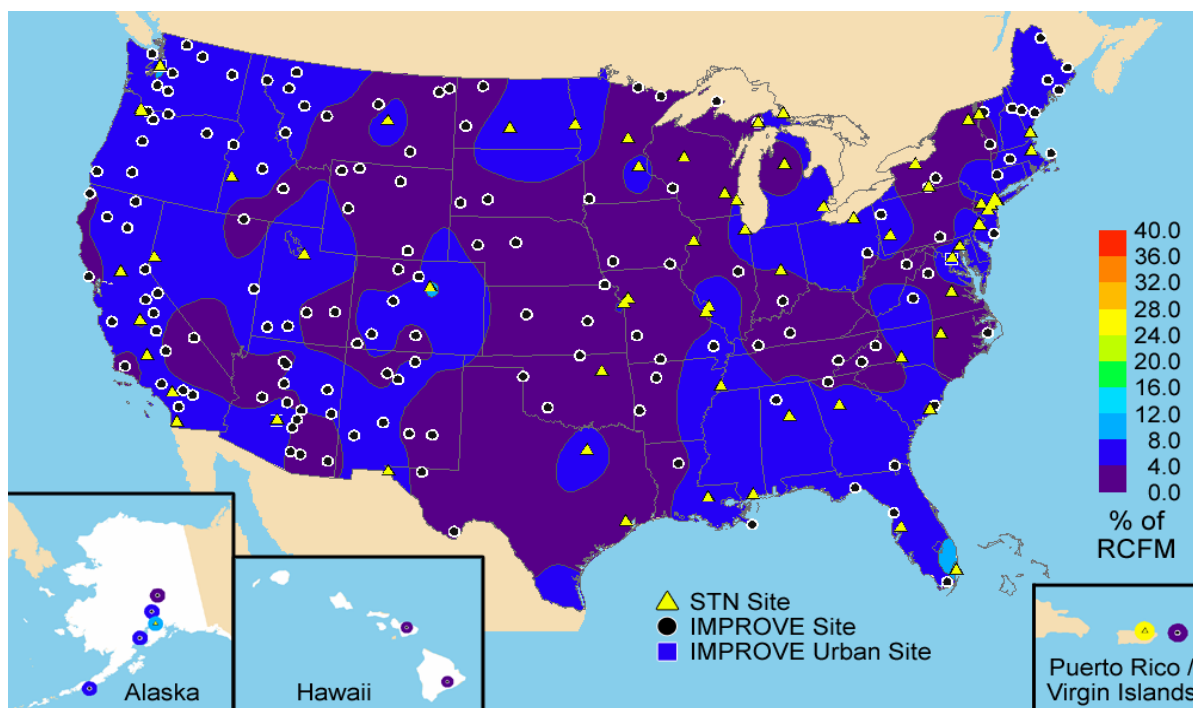 40.0
36.0
32.0
28.0
24.0
20.0
16.0
12.0
8.0
4.0
0.0
% of
RCFM
STN Site
IMPROVE Site
IMPROVE Urban Site
Alaska
Hawaii
Puerto Rico /
Virgin Islands